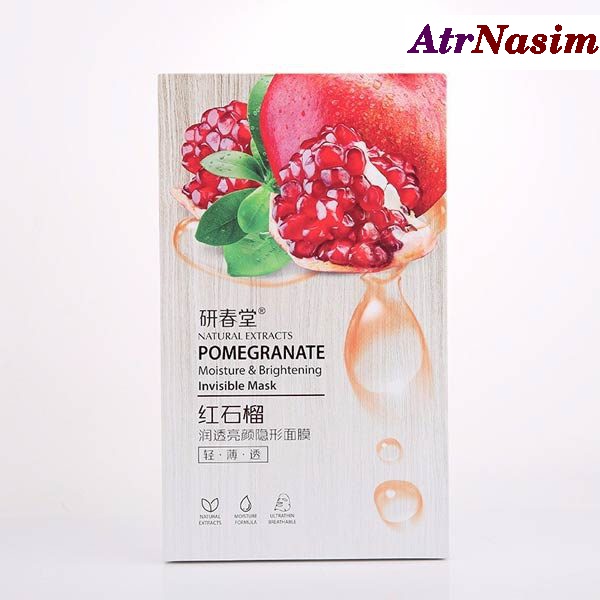 AtrNasim
研春堂®
NATURAL EXTRACTS
POMEGRANATE
Moisture & Brightening
Invisible Mask
红石榴
润透亮颜隐形面膜
轻·薄·透
NATURAL EXTRACTS
MOISTURE FORMULA
ULTRATHIN BREATHABLE